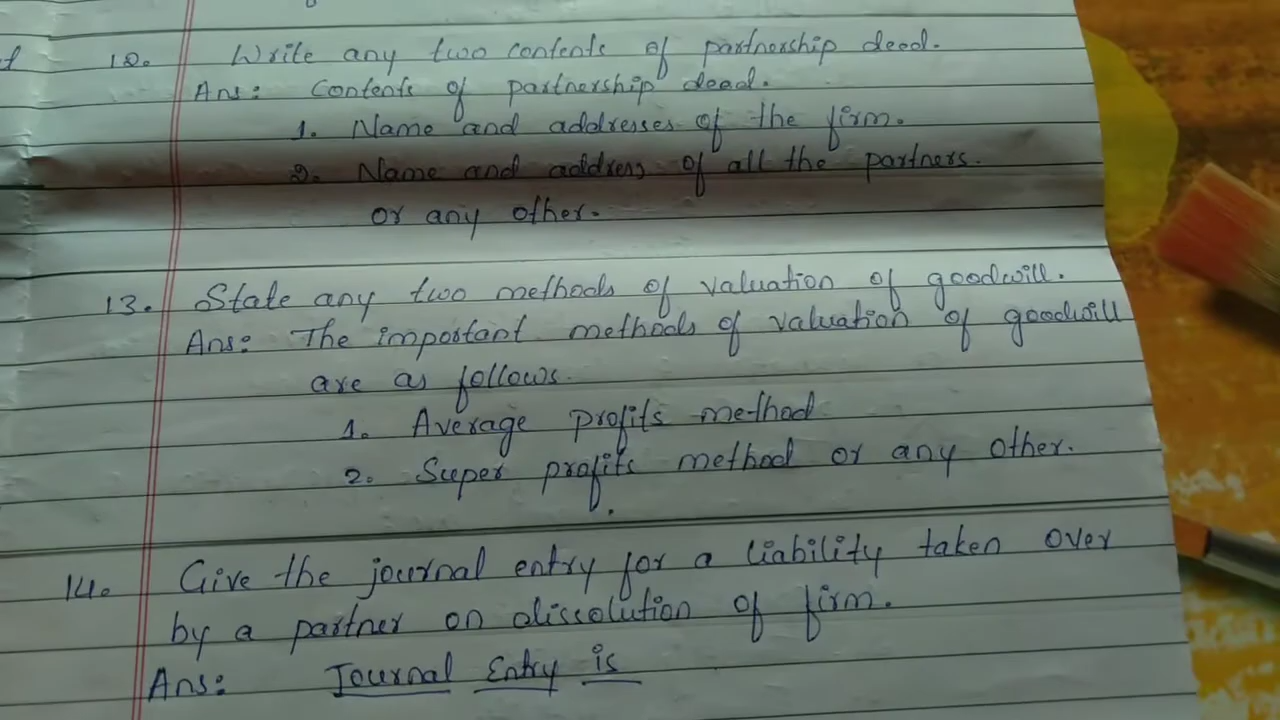 12. Write any two contents of partnership deed.
Ans: Contents of partnership deed.
1. Name and addresses of the firm.
2. Name and address of all the partners.
or any other.
13. State any two methods of valuation of goodwill.
Ans: The important methods of valuation of goodwill
are as follows.
1. Average profits method
2. Super profits method or any other.
14. Give the journal entry for a liability taken over
by a partner on dissolution of firm.
Ans: Journal Entry is